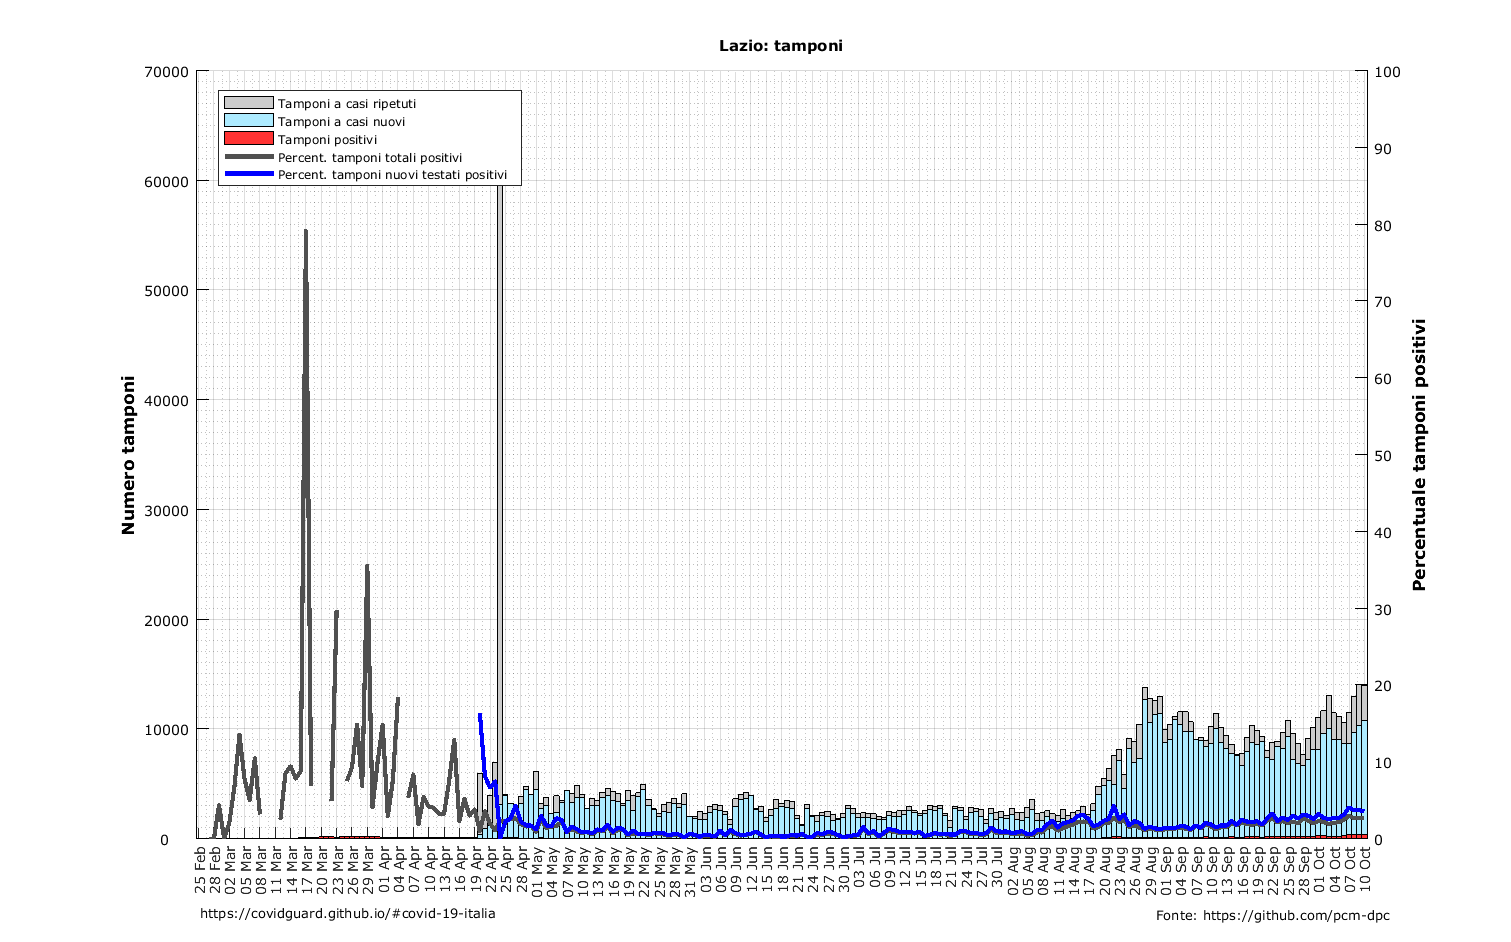 Lazio: tamponi
70000
60000
50000
40000
30000
20000
10000
0
Numero tamponi
Tamponi a casi ripetuti
Tamponi a casi nuovi
Tamponi positivi
Percent. tamponi totali positivi
Percent. tamponi nuovi testati positivi
100
90
80
70
60
50
40
30
20
10
0
Percentuale tamponi positivi
25 Feb
28 Feb
02 Mar
05 Mar
08 Mar
11 Mar
14 Mar
17 Mar
20 Mar
23 Mar
26 Mar
29 Mar
01 Apr
04 Apr
07 Apr
10 Apr
13 Apr
16 Apr
19 Apr
22 Apr
25 Apr
28 Apr
01 May
04 May
07 May
10 May
13 May
16 May
19 May
22 May
25 May
28 May
31 May
03 Jun
06 Jun
09 Jun
12 Jun
15 Jun
18 Jun
21 Jun
24 Jun
27 Jun
30 Jun
03 Jul
06 Jul
09 Jul
12 Jul
15 Jul
18 Jul
21 Jul
24 Jul
27 Jul
30 Jul
02 Aug
05 Aug
08 Aug
11 Aug
14 Aug
17 Aug
20 Aug
23 Aug
26 Aug
29 Aug
01 Sep
04 Sep
07 Sep
10 Sep
13 Sep
16 Sep
19 Sep
22 Sep
25 Sep
28 Sep
01 Oct
04 Oct
07 Oct
10 Oct
https://covidguard.github.io/#covid-19-italia
Fonte: https://github.com/pcm-dpc